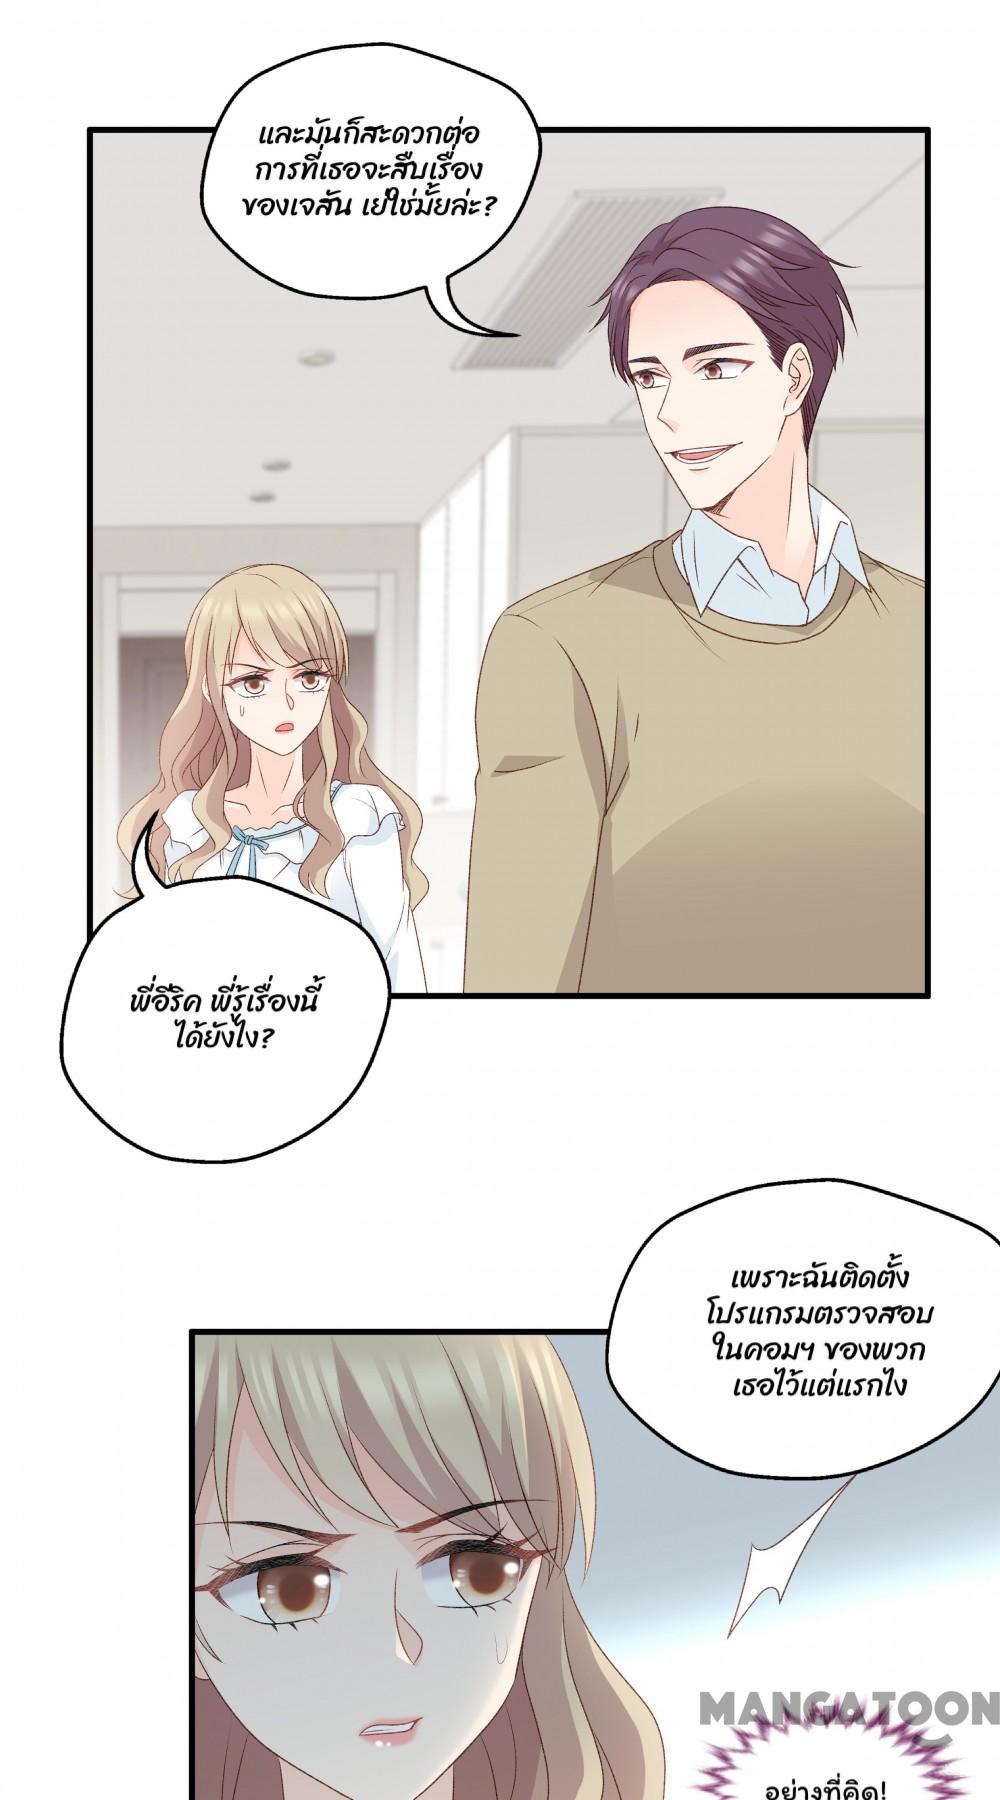 และมันก็สะดวกต่อ
การที่เธอจะสืบเรื่อง
ของเจสัน เย่ใช่มั้ยล่ะ?
พี่อีริค พี่รู้เรื่องนี้
ได้ยังไง?
เพราะฉันติดตั้ง
โปรแกรมตรวจสอบ
ในคอมฯ ของพวก
เธอไว้แต่แรกไง
MANGATOON
อย่างที่คิด!